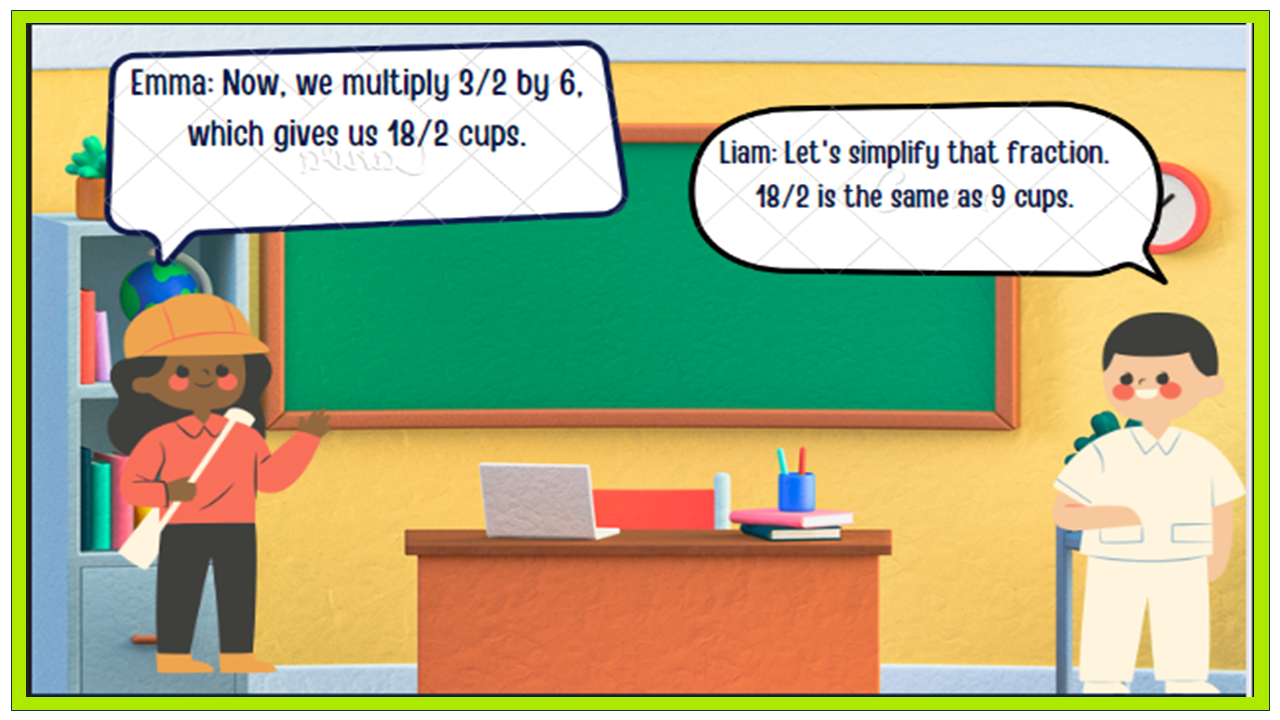 Emma: Now, we multiply 3/2 by 6,
which gives us 18/2 cups.
Liam: Let's simplify that fraction.
18/2 is the same as 9 cups.